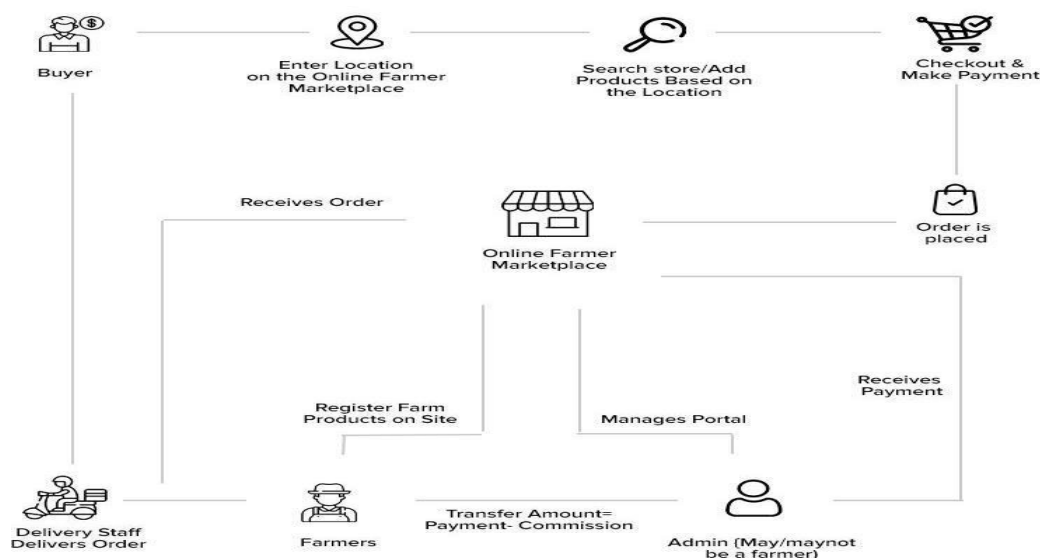 Buyer
Enter Location
on the Online Farmer
Marketplace
Search store/Add
Products Based on
the Location
Checkout &
Make Payment
Receives Order
Online Farmer
Marketplace
Order is
placed
Receives
Payment
Register Farm
Products on Site
Manages Portal
Delivery Staff
Delivers Order
Farmers
Transfer Amount=
Payment- Commission
Admin (May/maynot
be a farmer)